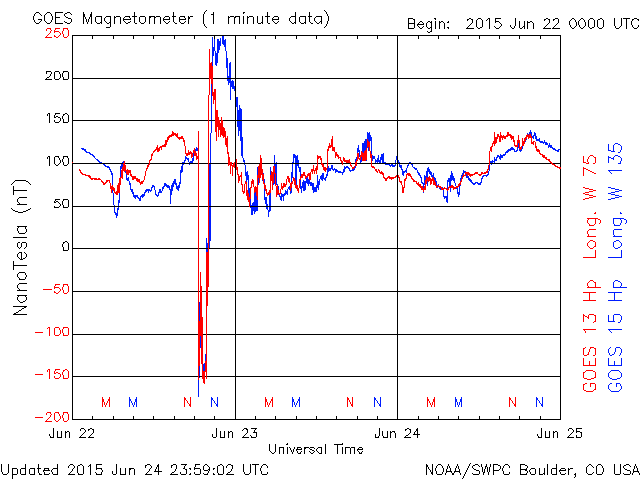 GOES Magnetometer (1 minute data)
Begin: 2015 Jun 22 0000 UTC
250
200
150
100
50
0
-50
-100
-150
-200
NanoTesla (nT)
M M N N M M N N M M N N
Jun 22 Jun 23 Jun 24 Jun 25
Universal Time
GOES 13 Hp Long. W 75
GOES 15 Hp Long. W 135
Updated 2015 Jun 24 23:59:02 UTC
NOAA/SWPC Boulder, CO USA